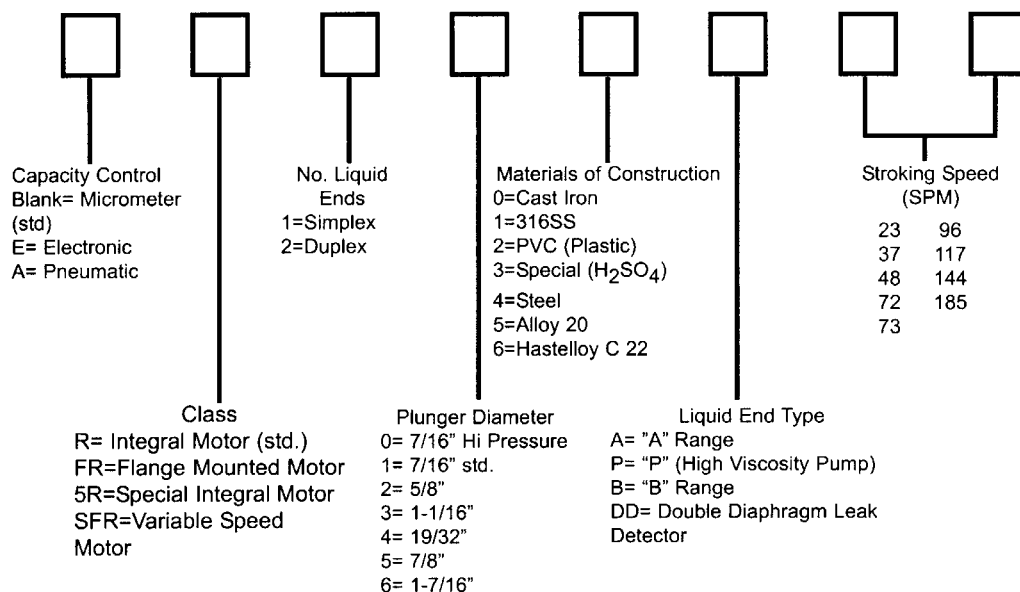 Capacity Control
Blank= Micrometer
(std)
E= Electronic
A= Pneumatic
No. Liquid
Ends
1=Simplex
2=Duplex
Materials of Construction
0=Cast Iron
1=316SS
2=PVC (Plastic)
3=Special (H2SO4)
4=Steel
5=Alloy 20
6=Hastelloy C 22
Stroking Speed
(SPM)
23 96
37 117
48 144
72 185
73
Class
R= Integral Motor (std.)
FR=Flange Mounted Motor
5R=Special Integral Motor
SFR=Variable Speed
Motor
Plunger Diameter
0= 7/16" Hi Pressure
1= 7/16" std.
2= 5/8"
3= 1-1/16"
4= 19/32"
5= 7/8"
6= 1-7/16"
Liquid End Type
A= "A" Range
P= "P" (High Viscosity Pump)
B= "B" Range
DD= Double Diaphragm Leak
Detector